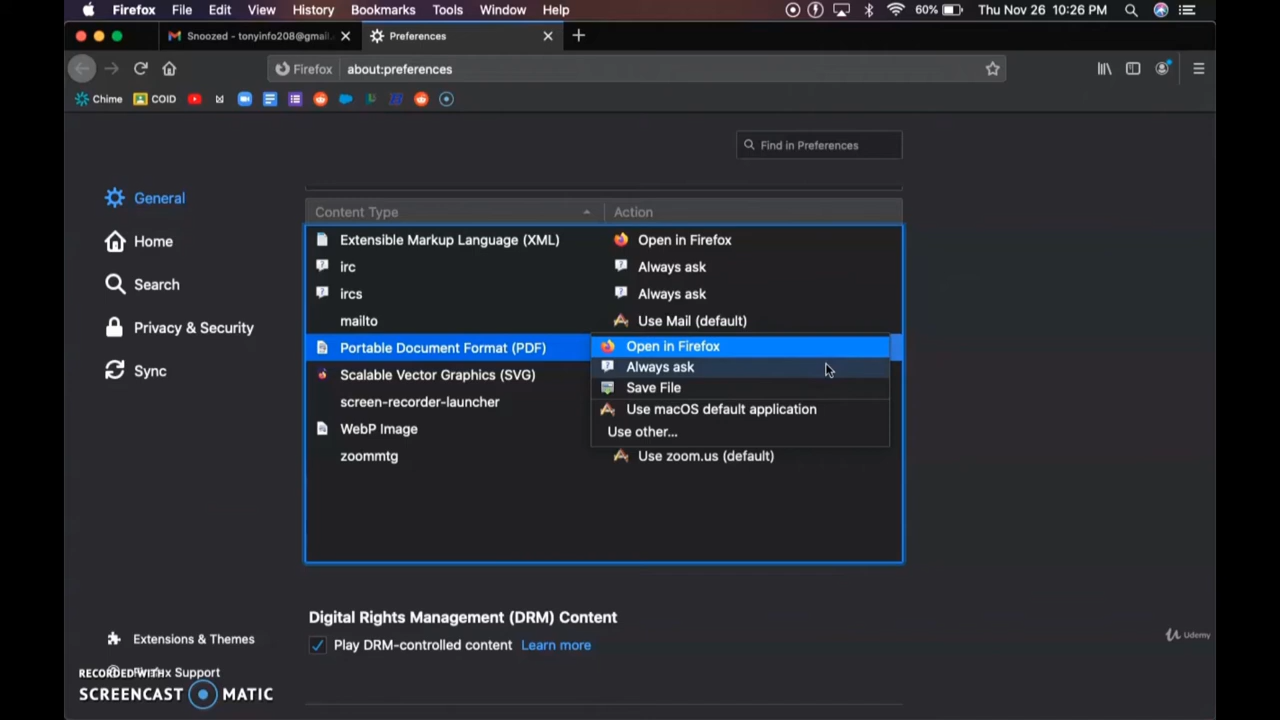 Firefox File Edit View History Bookmarks Tools Window Help 60% Thu Nov 26 10:26 PM
Snoozed - tonyinfo208@gmail. Preferences
Firefox about:preferences
Chime COID
Find in Preferences
General
Home
Search
Privacy & Security
Sync
Content Type Action
Extensible Markup Language (XML) Open in Firefox
irc Always ask
ircs Always ask
mailto Use Mail (default)
Portable Document Format (PDF) Open in Firefox
Scalable Vector Graphics (SVG) Always ask
Save File
screen-recorder-launcher Use macOS default application
WebP Image Use other...
zoommtg Use zoom.us (default)
Digital Rights Management (DRM) Content
Play DRM-controlled content Learn more
Extensions & Themes
Udemy
Support
RECORDED WITH
SCREENCAST MATIC